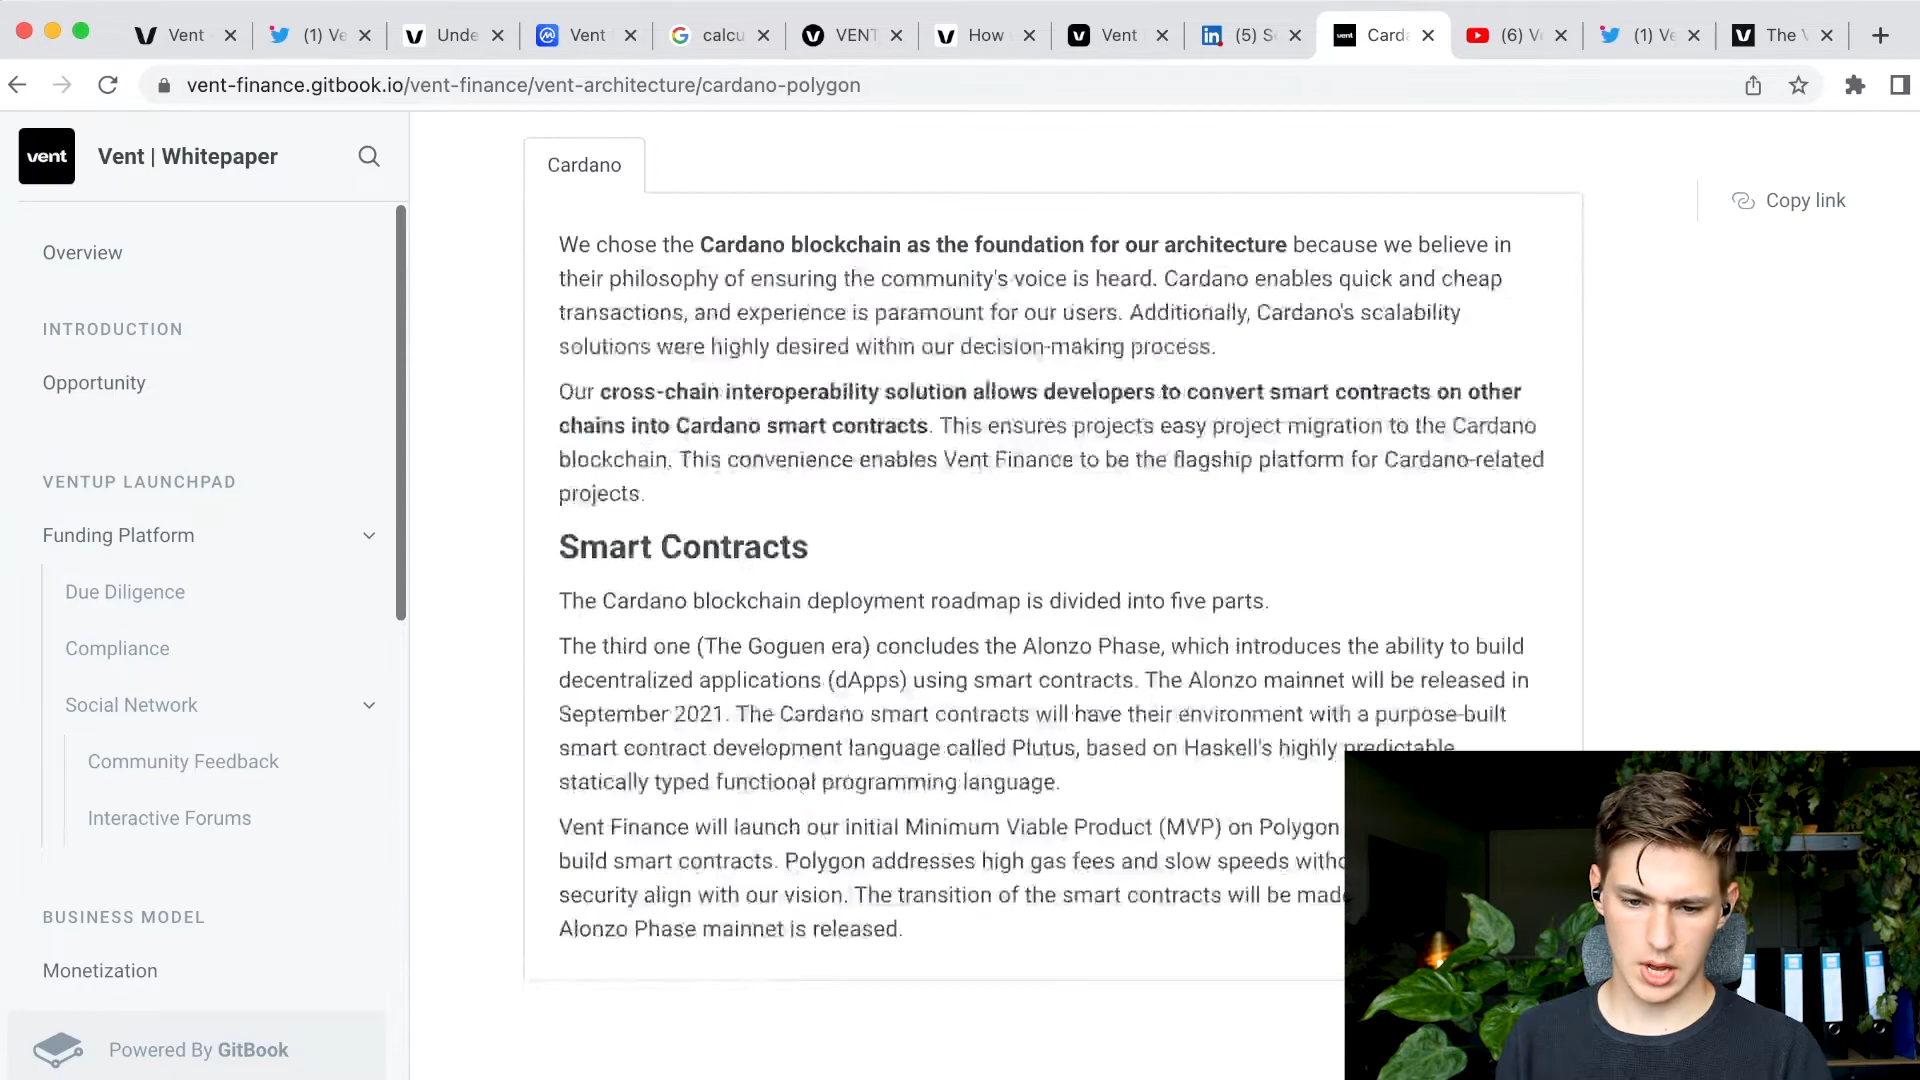 Vent
(1) Ve
Unde
Vent
calcu
VENT
How
Vent
(5) S
Carda
(6) V
(1) Ve
The V
vent-finance.gitbook.io/vent-finance/vent-architecture/cardano-polygon
vent
Vent | Whitepaper
Overview
INTRODUCTION
Opportunity
VENTUP LAUNCHPAD
Funding Platform
Due Diligence
Compliance
Social Network
Community Feedback
Interactive Forums
BUSINESS MODEL
Monetization
Powered By GitBook
Cardano
We chose the Cardano blockchain as the foundation for our architecture because we believe in
their philosophy of ensuring the community's voice is heard. Cardano enables quick and cheap
transactions, and experience is paramount for our users. Additionally, Cardano's scalability
solutions were highly desired within our decision-making process.
Our cross-chain interoperability solution allows developers to convert smart contracts on other
chains into Cardano smart contracts. This ensures projects easy project migration to the Cardano
blockchain. This convenience enables Vent Finance to be the flagship platform for Cardano-related
projects.
Smart Contracts
The Cardano blockchain deployment roadmap is divided into five parts.
The third one (The Goguen era) concludes the Alonzo Phase, which introduces the ability to build
decentralized applications (dApps) using smart contracts. The Alonzo mainnet will be released in
September 2021. The Cardano smart contracts will have their environment with a purpose-built
smart contract development language called Plutus, based on Haskell's highly predictable
statically typed functional programming language.
Vent Finance will launch our initial Minimum Viable Product (MVP) on Polygon
build smart contracts. Polygon addresses high gas fees and slow speeds witho
security align with our vision. The transition of the smart contracts will be made
Alonzo Phase mainnet is released.
Copy link